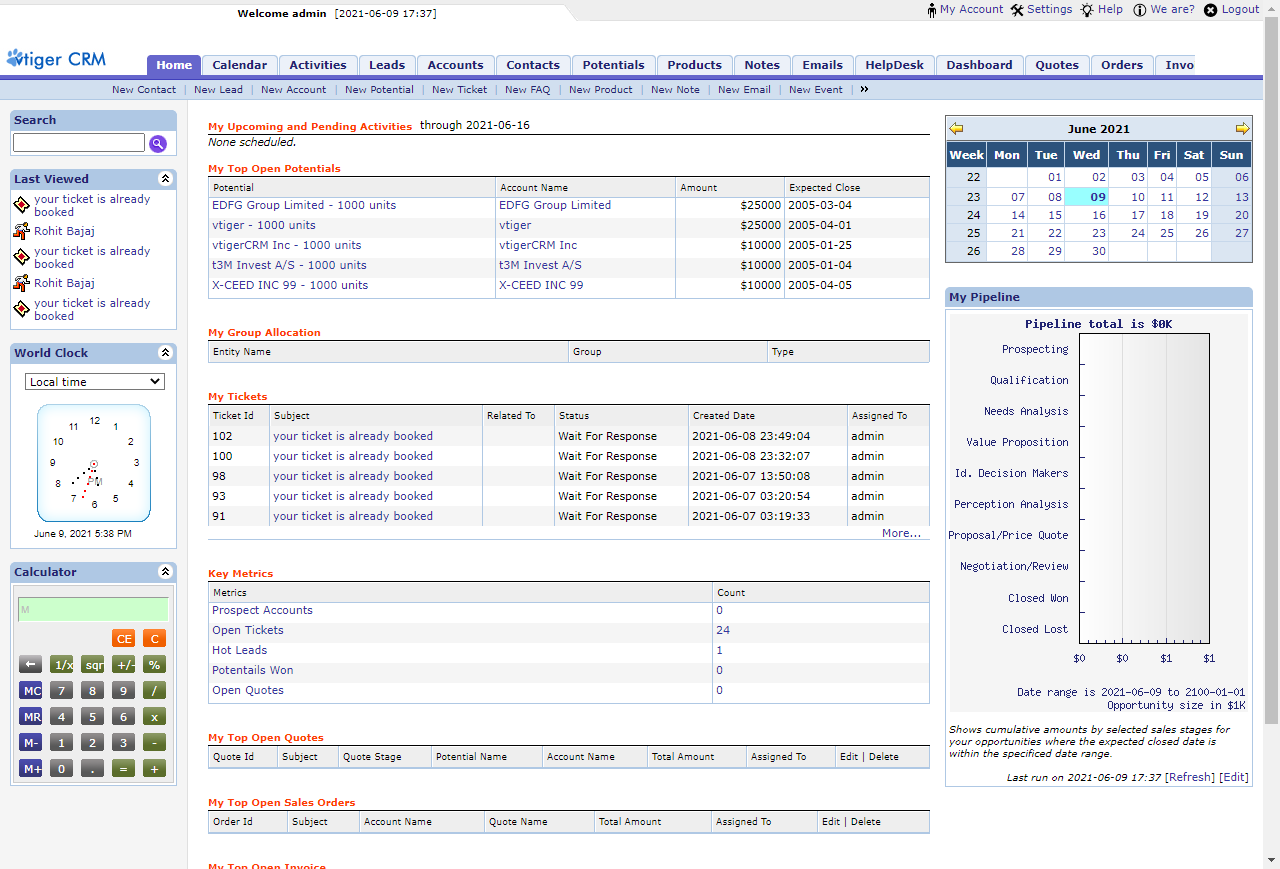 Welcome admin [2021-06-09 17:37]
My Account Settings Help We are? Logout
vtiger CRM
Home Calendar Activities Leads Accounts Contacts Potentials Products Notes Emails HelpDesk Dashboard Quotes Orders Invo
New Contact | New Lead | New Account | New Potential | New Ticket | New FAQ | New Product | New Note | New Email | New Event | »
Search
Last Viewed
your ticket is already
booked
Rohit Bajaj
your ticket is already
booked
Rohit Bajaj
your ticket is already
booked
World Clock
Local time
12
11 1
10 2
9 3
8 PM 4
7 5
6
June 9, 2021 5:38 PM
Calculator
M
CE C
← 1/x sqr +/- %
MC 7 8 9 /
MR 4 5 6 x
M- 1 2 3 -
M+ 0 . = +
My Upcoming and Pending Activities through 2021-06-16
None scheduled.
My Top Open Potentials
Potential Account Name Amount Expected Close
EDFG Group Limited - 1000 units EDFG Group Limited $25000 2005-03-04
vtiger - 1000 units vtiger $25000 2005-04-01
vtigerCRM Inc - 1000 units vtigerCRM Inc $10000 2005-01-25
t3M Invest A/S - 1000 units t3M Invest A/S $10000 2005-01-04
X-CEED INC 99 - 1000 units X-CEED INC 99 $10000 2005-04-05
My Group Allocation
Entity Name Group Type
My Tickets
Ticket Id Subject Related To Status Created Date Assigned To
102 your ticket is already booked Wait For Response 2021-06-08 23:49:04 admin
100 your ticket is already booked Wait For Response 2021-06-08 23:32:07 admin
98 your ticket is already booked Wait For Response 2021-06-07 13:50:08 admin
93 your ticket is already booked Wait For Response 2021-06-07 03:20:54 admin
91 your ticket is already booked Wait For Response 2021-06-07 03:19:33 admin
More...
Key Metrics
Metrics Count
Prospect Accounts 0
Open Tickets 24
Hot Leads 1
Potentails Won 0
Open Quotes 0
My Top Open Quotes
Quote Id Subject Quote Stage Potential Name Account Name Total Amount Assigned To Edit | Delete
My Top Open Sales Orders
Order Id Subject Account Name Quote Name Total Amount Assigned To Edit | Delete
My Top Open Invoice
June 2021
Week Mon Tue Wed Thu Fri Sat Sun
22 01 02 03 04 05 06
23 07 08 09 10 11 12 13
24 14 15 16 17 18 19 20
25 21 22 23 24 25 26 27
26 28 29 30
My Pipeline
Pipeline total is $0K
Prospecting
Qualification
Needs Analysis
Value Proposition
Id. Decision Makers
Perception Analysis
Proposal/Price Quote
Negotiation/Review
Closed Won
Closed Lost
$0 $0 $1 $1
Date range is 2021-06-09 to 2100-01-01
Opportunity size in $1K
Shows cumulative amounts by selected sales stages for
your opportunities where the expected closed date is
within the specificed date range.
Last run on 2021-06-09 17:37 [Refresh] [Edit]